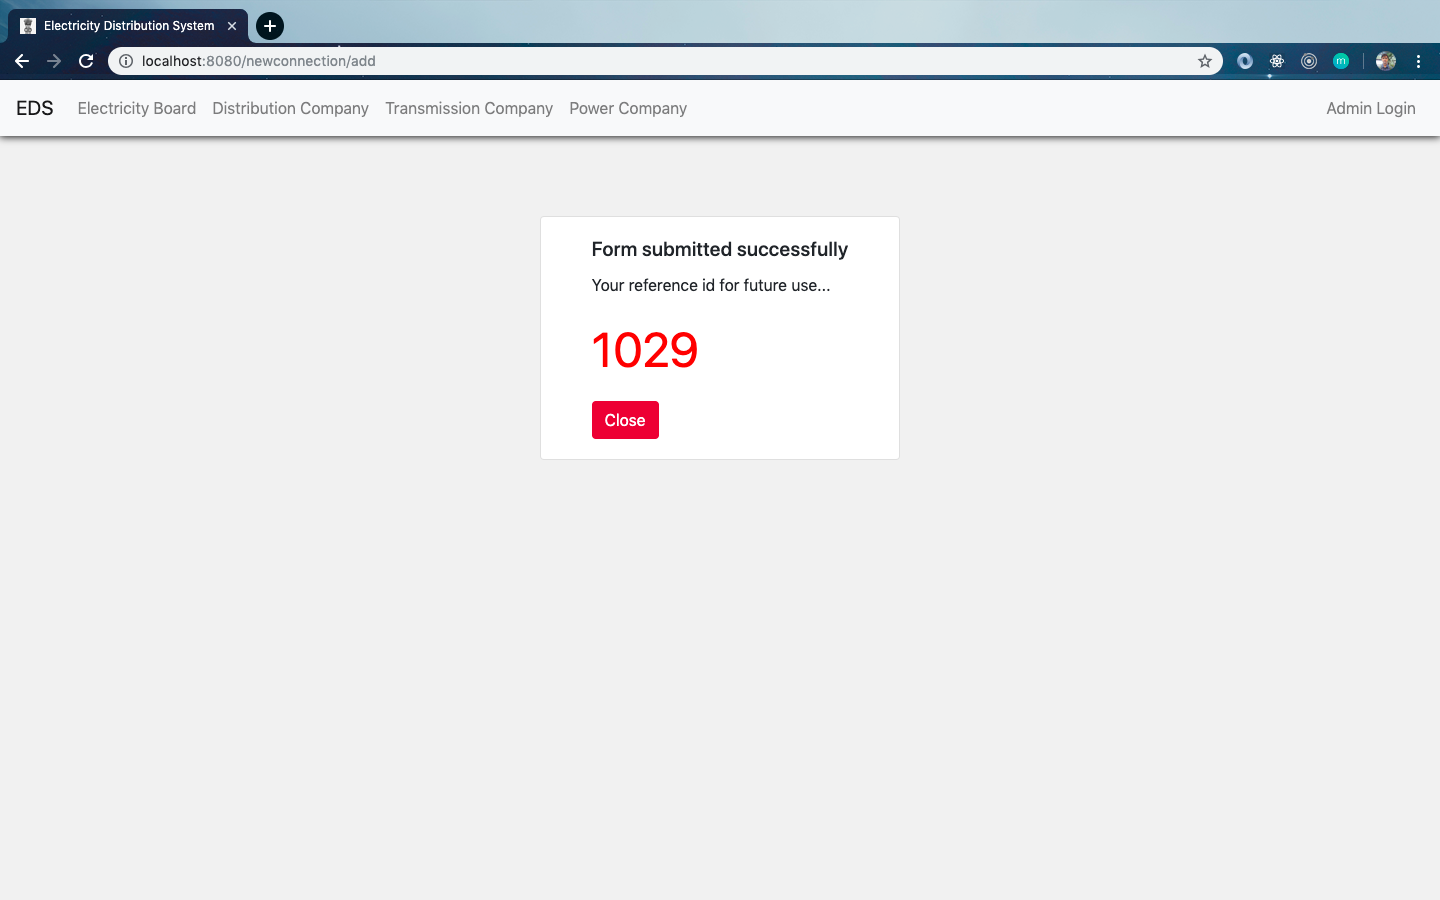 Electricity Distribution System
localhost:8080/newconnection/add
m
EDS Electricity Board Distribution Company Transmission Company Power Company Admin Login
Form submitted successfully
Your reference id for future use...
1029
Close